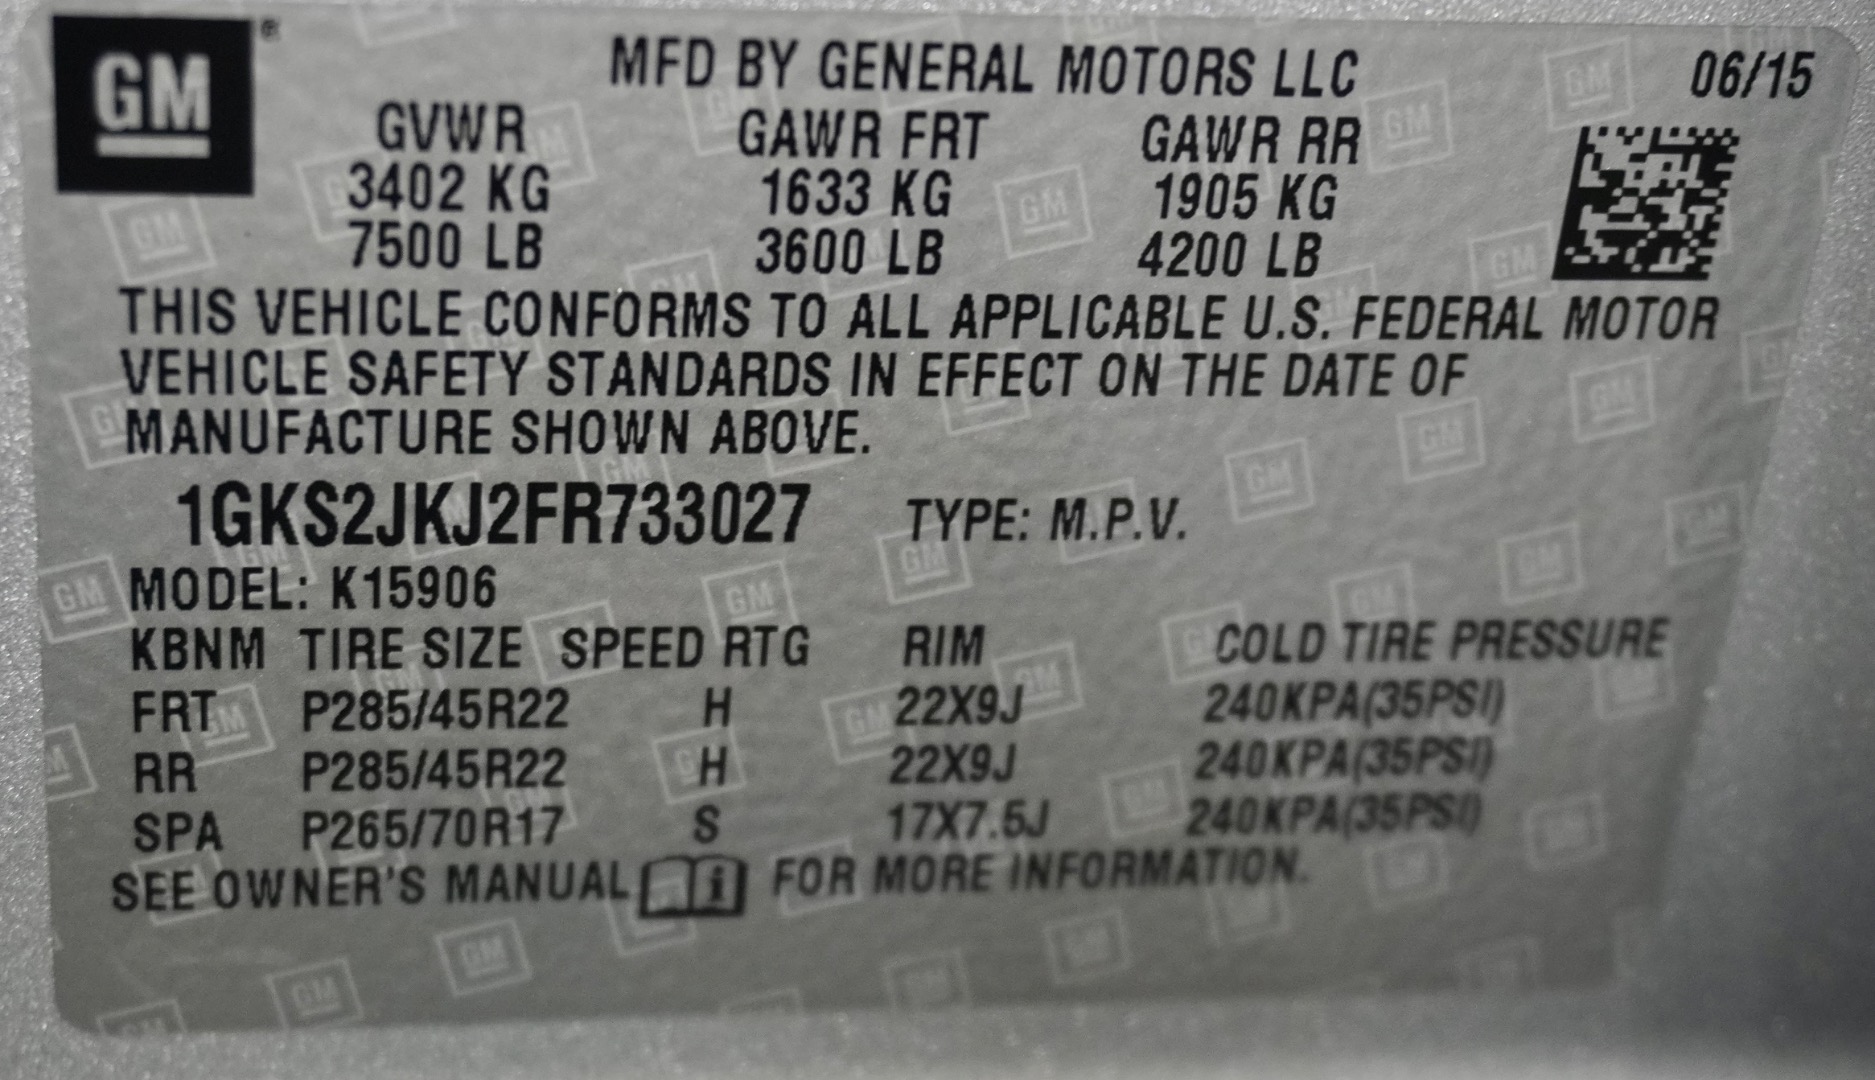 GM®
MFD BY GENERAL MOTORS LLC 06/15
GVWR GAWR FRT GAWR RR
3402 KG 1633 KG 1905 KG
7500 LB 3600 LB 4200 LB
THIS VEHICLE CONFORMS TO ALL APPLICABLE U.S. FEDERAL MOTOR
VEHICLE SAFETY STANDARDS IN EFFECT ON THE DATE OF
MANUFACTURE SHOWN ABOVE.
1GKS2JKJ2FR733027 TYPE: M.P.V.
MODEL: K15906
KBNM TIRE SIZE SPEED RTG RIM COLD TIRE PRESSURE
FRT P285/45R22 H 22X9J 240KPA(35PSI)
RR P285/45R22 H 22X9J 240KPA(35PSI)
SPA P265/70R17 S 17X7.5J 240KPA(35PSI)
SEE OWNER'S MANUAL i FOR MORE INFORMATION.